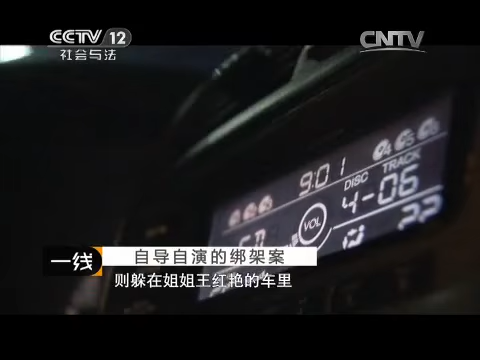 CCTV 12
社会与法
CNTV
9:01
DISC
TRACK
4-06
VOL
22
一线
自导自演的绑架案
则躲在姐姐王红艳的车里